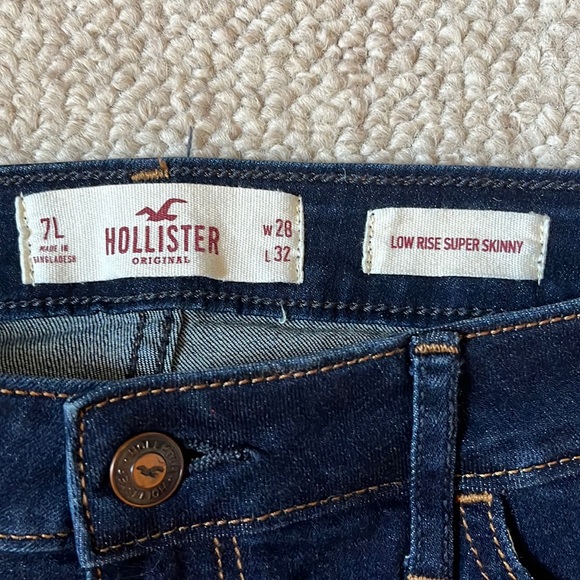 7L
MADE IN
BANGLADESH
HOLLISTER
ORIGINAL
W 28
L 32
LOW RISE SUPER SKINNY